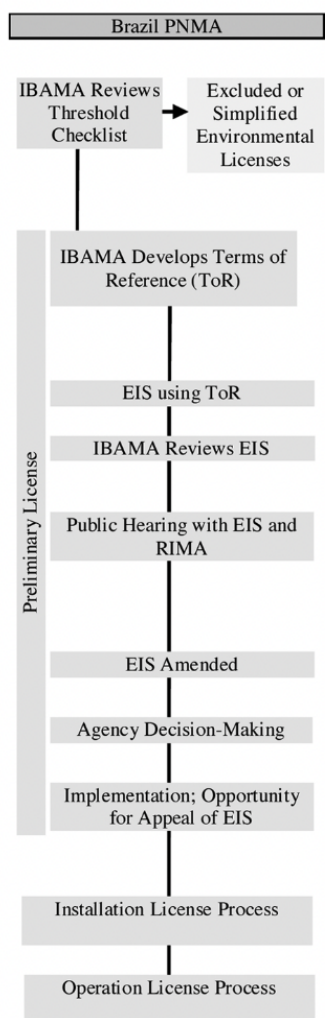 Brazil PNMA
IBAMA Reviews
Threshold
Checklist
Excluded or
Simplified
Environmental
Licenses
Preliminary License
IBAMA Develops Terms of
Reference (ToR)
EIS using ToR
IBAMA Reviews EIS
Public Hearing with EIS and
RIMA
EIS Amended
Agency Decision-Making
Implementation; Opportunity
for Appeal of EIS
Installation License Process
Operation License Process